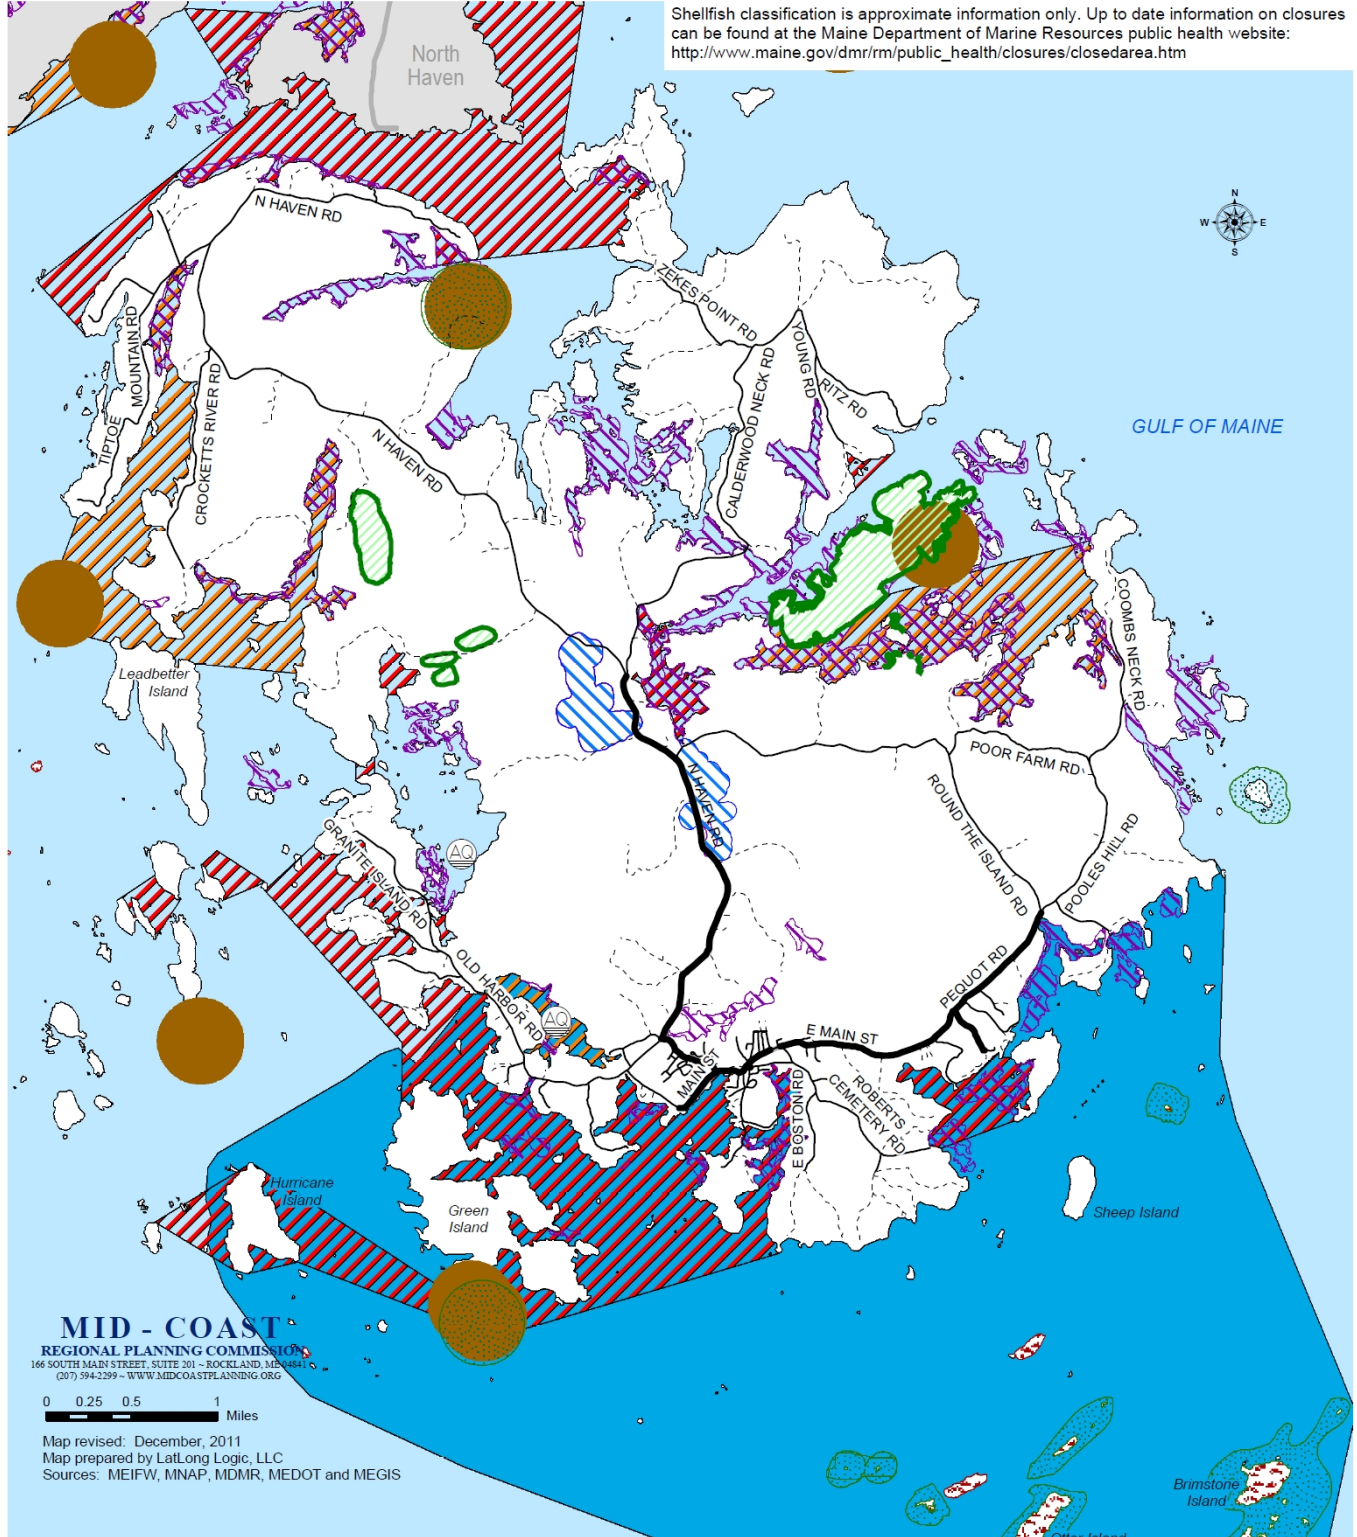 Shellfish classification is approximate information only. Up to date information on closures
can be found at the Maine Department of Marine Resources public health website:
http://www.maine.gov/dmr/rm/public_health/closures/closedarea.htm
North
Haven
N
W
E
S
N HAVEN RD
ZEKES POINT RD
YOUNG RD
RITZ RD
CALDERWOOD NECK RD
TIPTOE MOUNTAIN RD
CROCKETTS RIVER RD
N HAVEN RD
GULF OF MAINE
COOMBS NECK RD
Leadbetter
Island
POOR FARM RD
N HAVEN RD
ROUND THE ISLAND RD
POOLES HILL RD
GRANITE ISLAND RD
AQ
OLD HARBOR RD
AQ
PEQUOT RD
E MAIN ST
MAIN ST
E BOSTON RD
ROBERTS
CEMETERY RD
Hurricane
Island
Green
Island
Sheep Island
MID - COAST
REGIONAL PLANNING COMMISSION
166 SOUTH MAIN STREET, SUITE 201 ~ ROCKLAND, ME 04841
(207) 594-2299 ~ WWW.MIDCOASTPLANNING.ORG
0 0.25 0.5 1
Miles
Map revised: December, 2011
Map prepared by LatLong Logic, LLC
Sources: MEIFW, MNAP, MDMR, MEDOT and MEGIS
Brimstone
Island
Otter Island